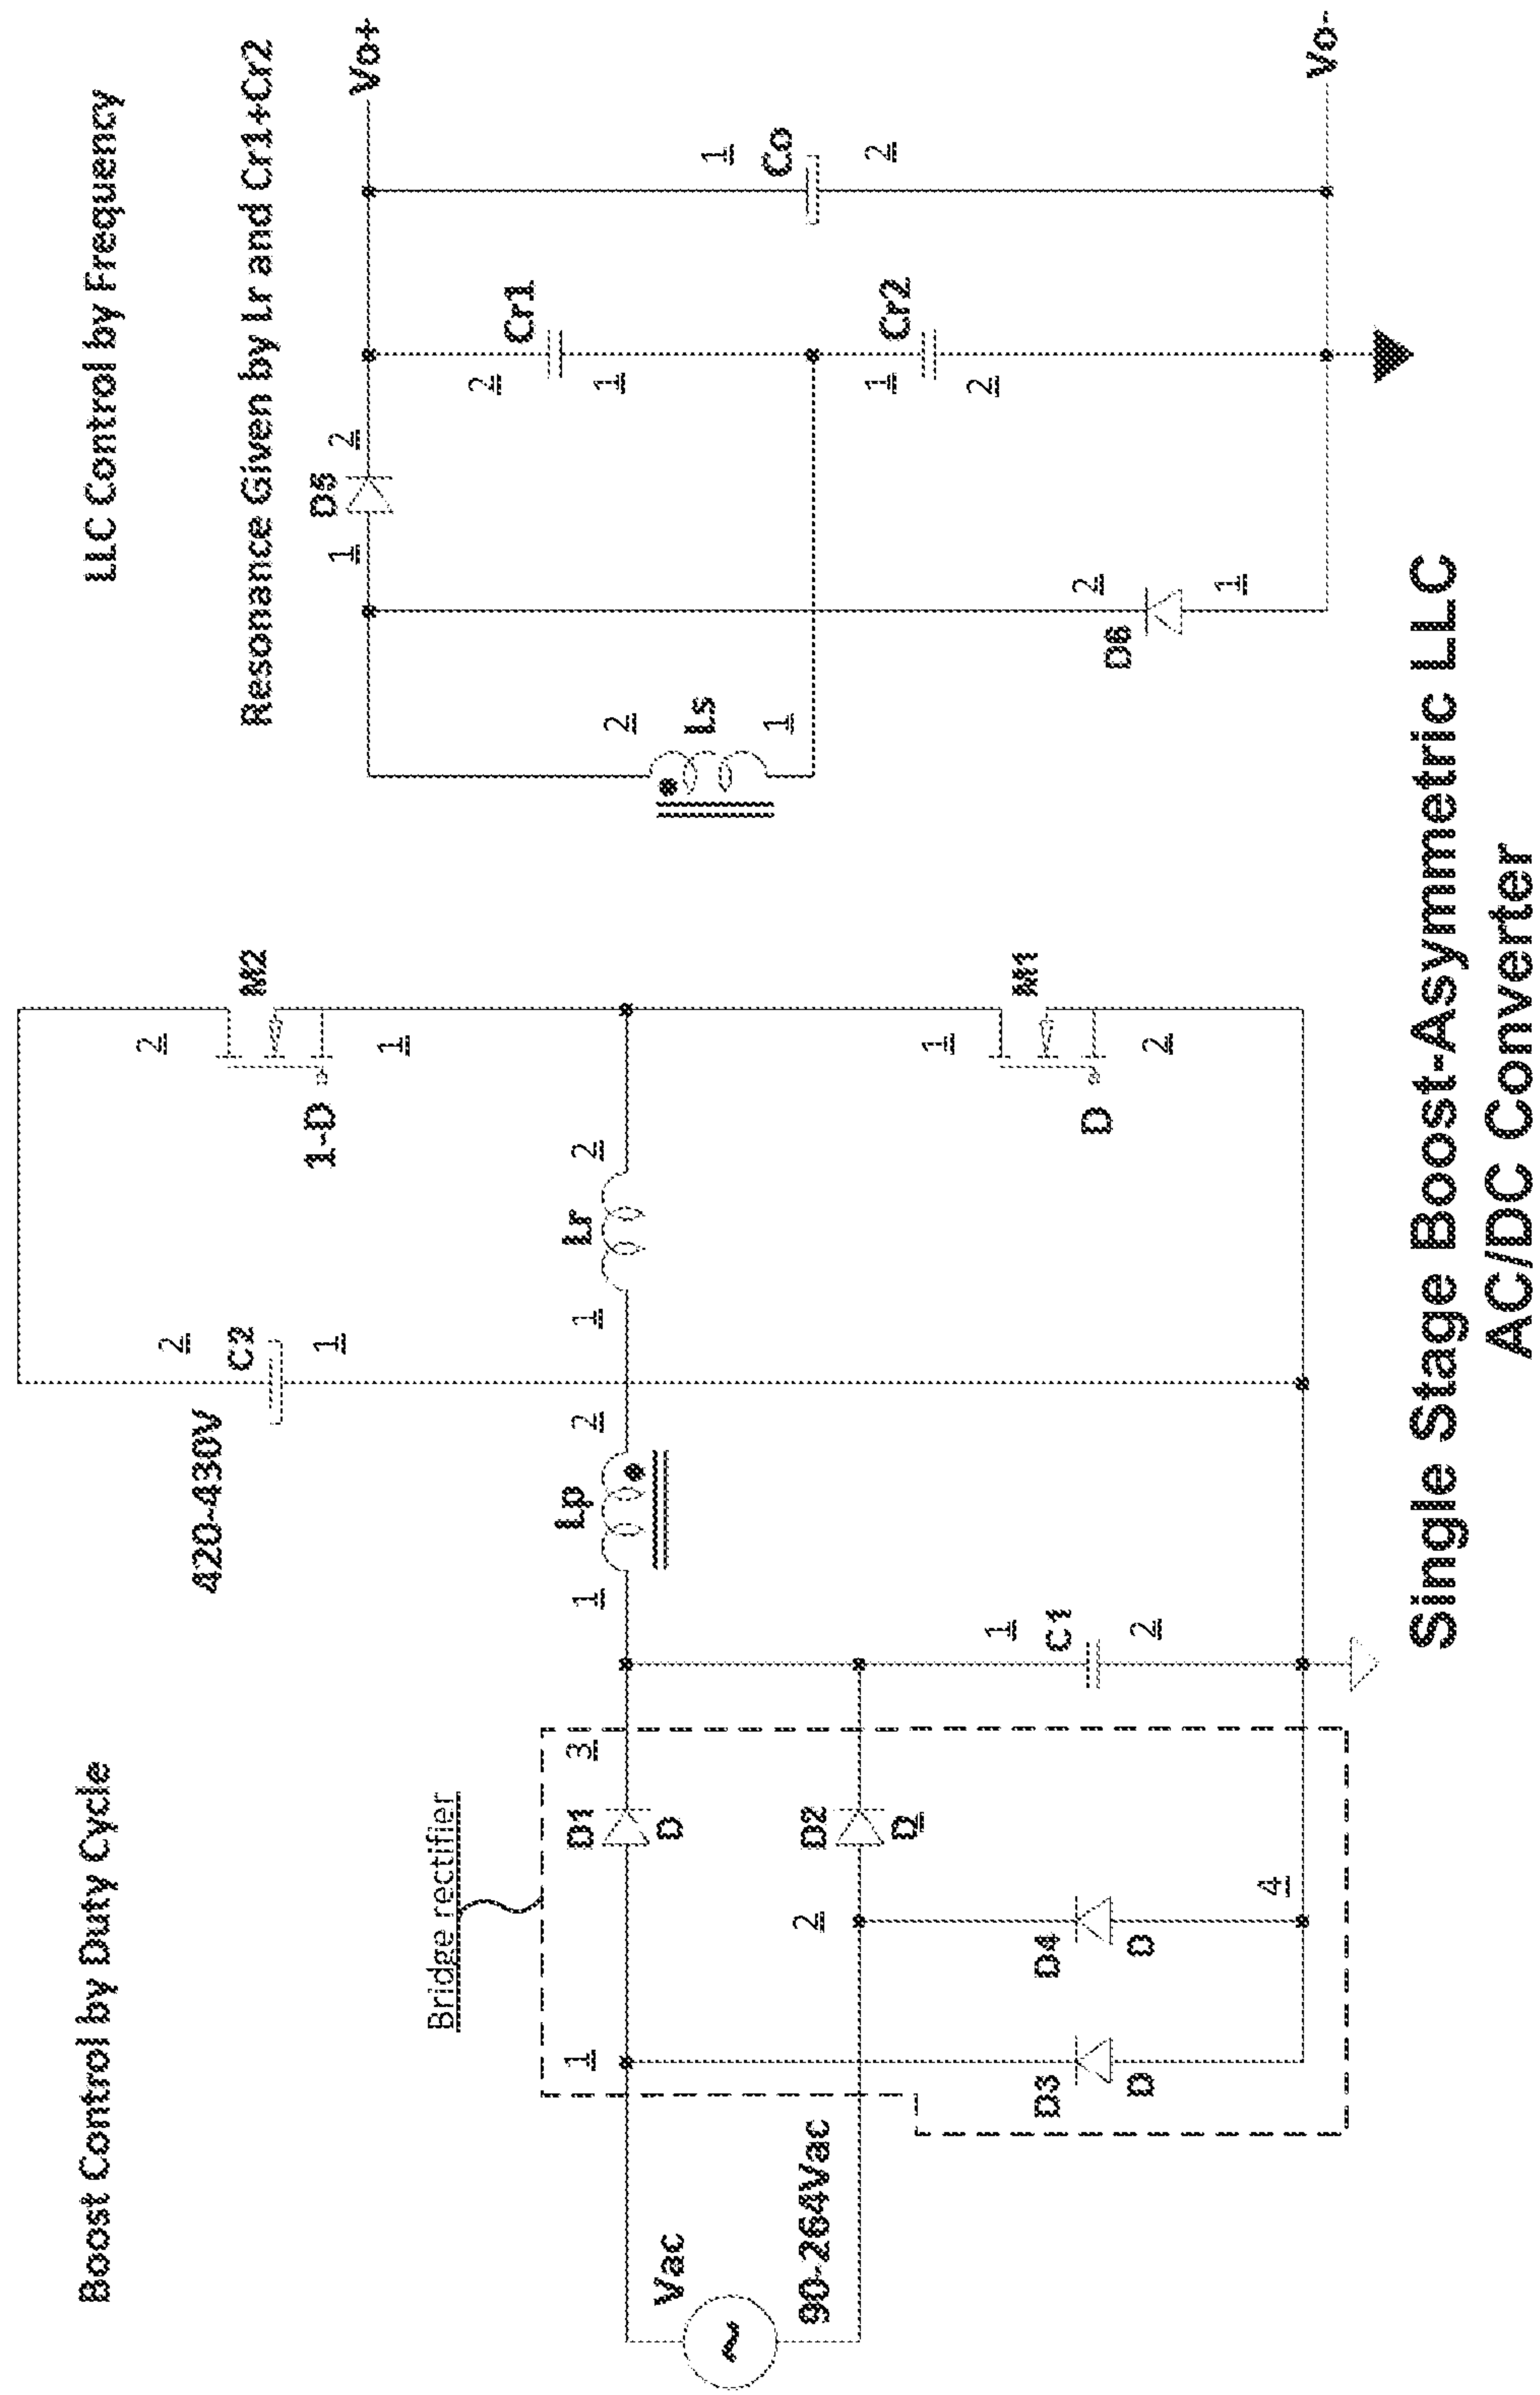 Boost Control by Duty Cycle
LLC Control by Frequency
Resonance Given by Lr and Cr1+Cr2
420-430V
2
C2
1
2
M2
1-D
1
Bridge rectifier
Vac
90-264Vac
1
D1
D
3
2
D2
D
D3
D
D4
D
4
1
C1
2
1
Lp
2
1
Lr
2
1
M1
D
2
2
Ls
1
1
D5
2
2
D6
1
2
Cr1
1
1
Cr2
2
1
Co
2
Vo+
Vo-
Single Stage Boost-Asymmetric LLC
AC/DC Converter